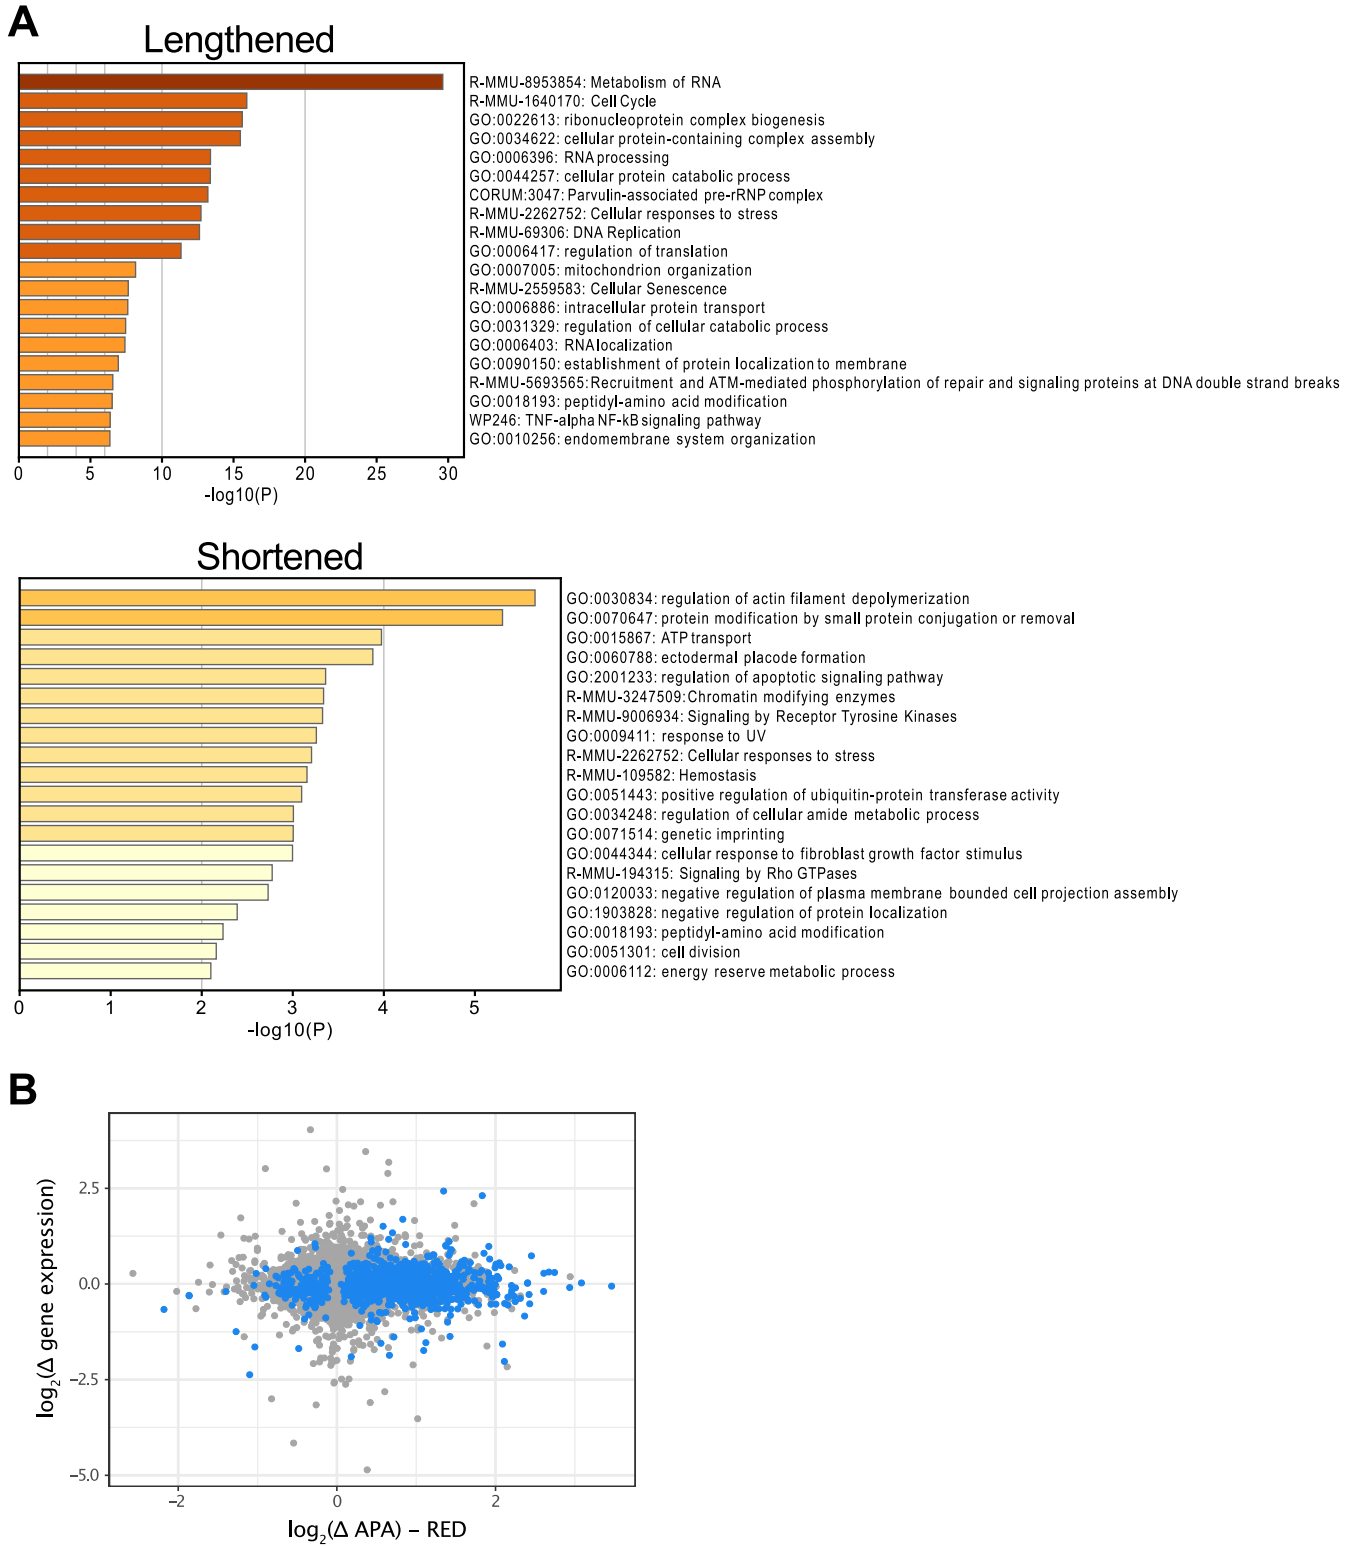 A
Lengthened
R-MMU-8953854: Metabolism of RNA
R-MMU-1640170: Cell Cycle
GO:0022613: ribonucleoprotein complex biogenesis
GO:0034622: cellular protein-containing complex assembly
GO:0006396: RNA processing
GO:0044257: cellular protein catabolic process
CORUM:3047: Parvulin-associated pre-rRNP complex
R-MMU-2262752: Cellular responses to stress
R-MMU-69306: DNA Replication
GO:0006417: regulation of translation
GO:0007005: mitochondrion organization
R-MMU-2559583: Cellular Senescence
GO:0006886: intracellular protein transport
GO:0031329: regulation of cellular catabolic process
GO:0006403: RNA localization
GO:0090150: establishment of protein localization to membrane
R-MMU-5693565: Recruitment and ATM-mediated phosphorylation of repair and signaling proteins at DNA double strand breaks
GO:0018193: peptidyl-amino acid modification
WP246: TNF-alpha NF-kB signaling pathway
GO:0010256: endomembrane system organization
0 5 10 15 20 25 30
-log10(P)
Shortened
GO:0030834: regulation of actin filament depolymerization
GO:0070647: protein modification by small protein conjugation or removal
GO:0015867: ATP transport
GO:0060788: ectodermal placode formation
GO:2001233: regulation of apoptotic signaling pathway
R-MMU-3247509: Chromatin modifying enzymes
R-MMU-9006934: Signaling by Receptor Tyrosine Kinases
GO:0009411: response to UV
R-MMU-2262752: Cellular responses to stress
R-MMU-109582: Hemostasis
GO:0051443: positive regulation of ubiquitin-protein transferase activity
GO:0034248: regulation of cellular amide metabolic process
GO:0071514: genetic imprinting
GO:0044344: cellular response to fibroblast growth factor stimulus
R-MMU-194315: Signaling by Rho GTPases
GO:0120033: negative regulation of plasma membrane bounded cell projection assembly
GO:1903828: negative regulation of protein localization
GO:0018193: peptidyl-amino acid modification
GO:0051301: cell division
GO:0006112: energy reserve metabolic process
0 1 2 3 4 5
-log10(P)
B
log2(Δ gene expression)
2.5
0.0
−2.5
−5.0
−2 0 2
log2(Δ APA) − RED